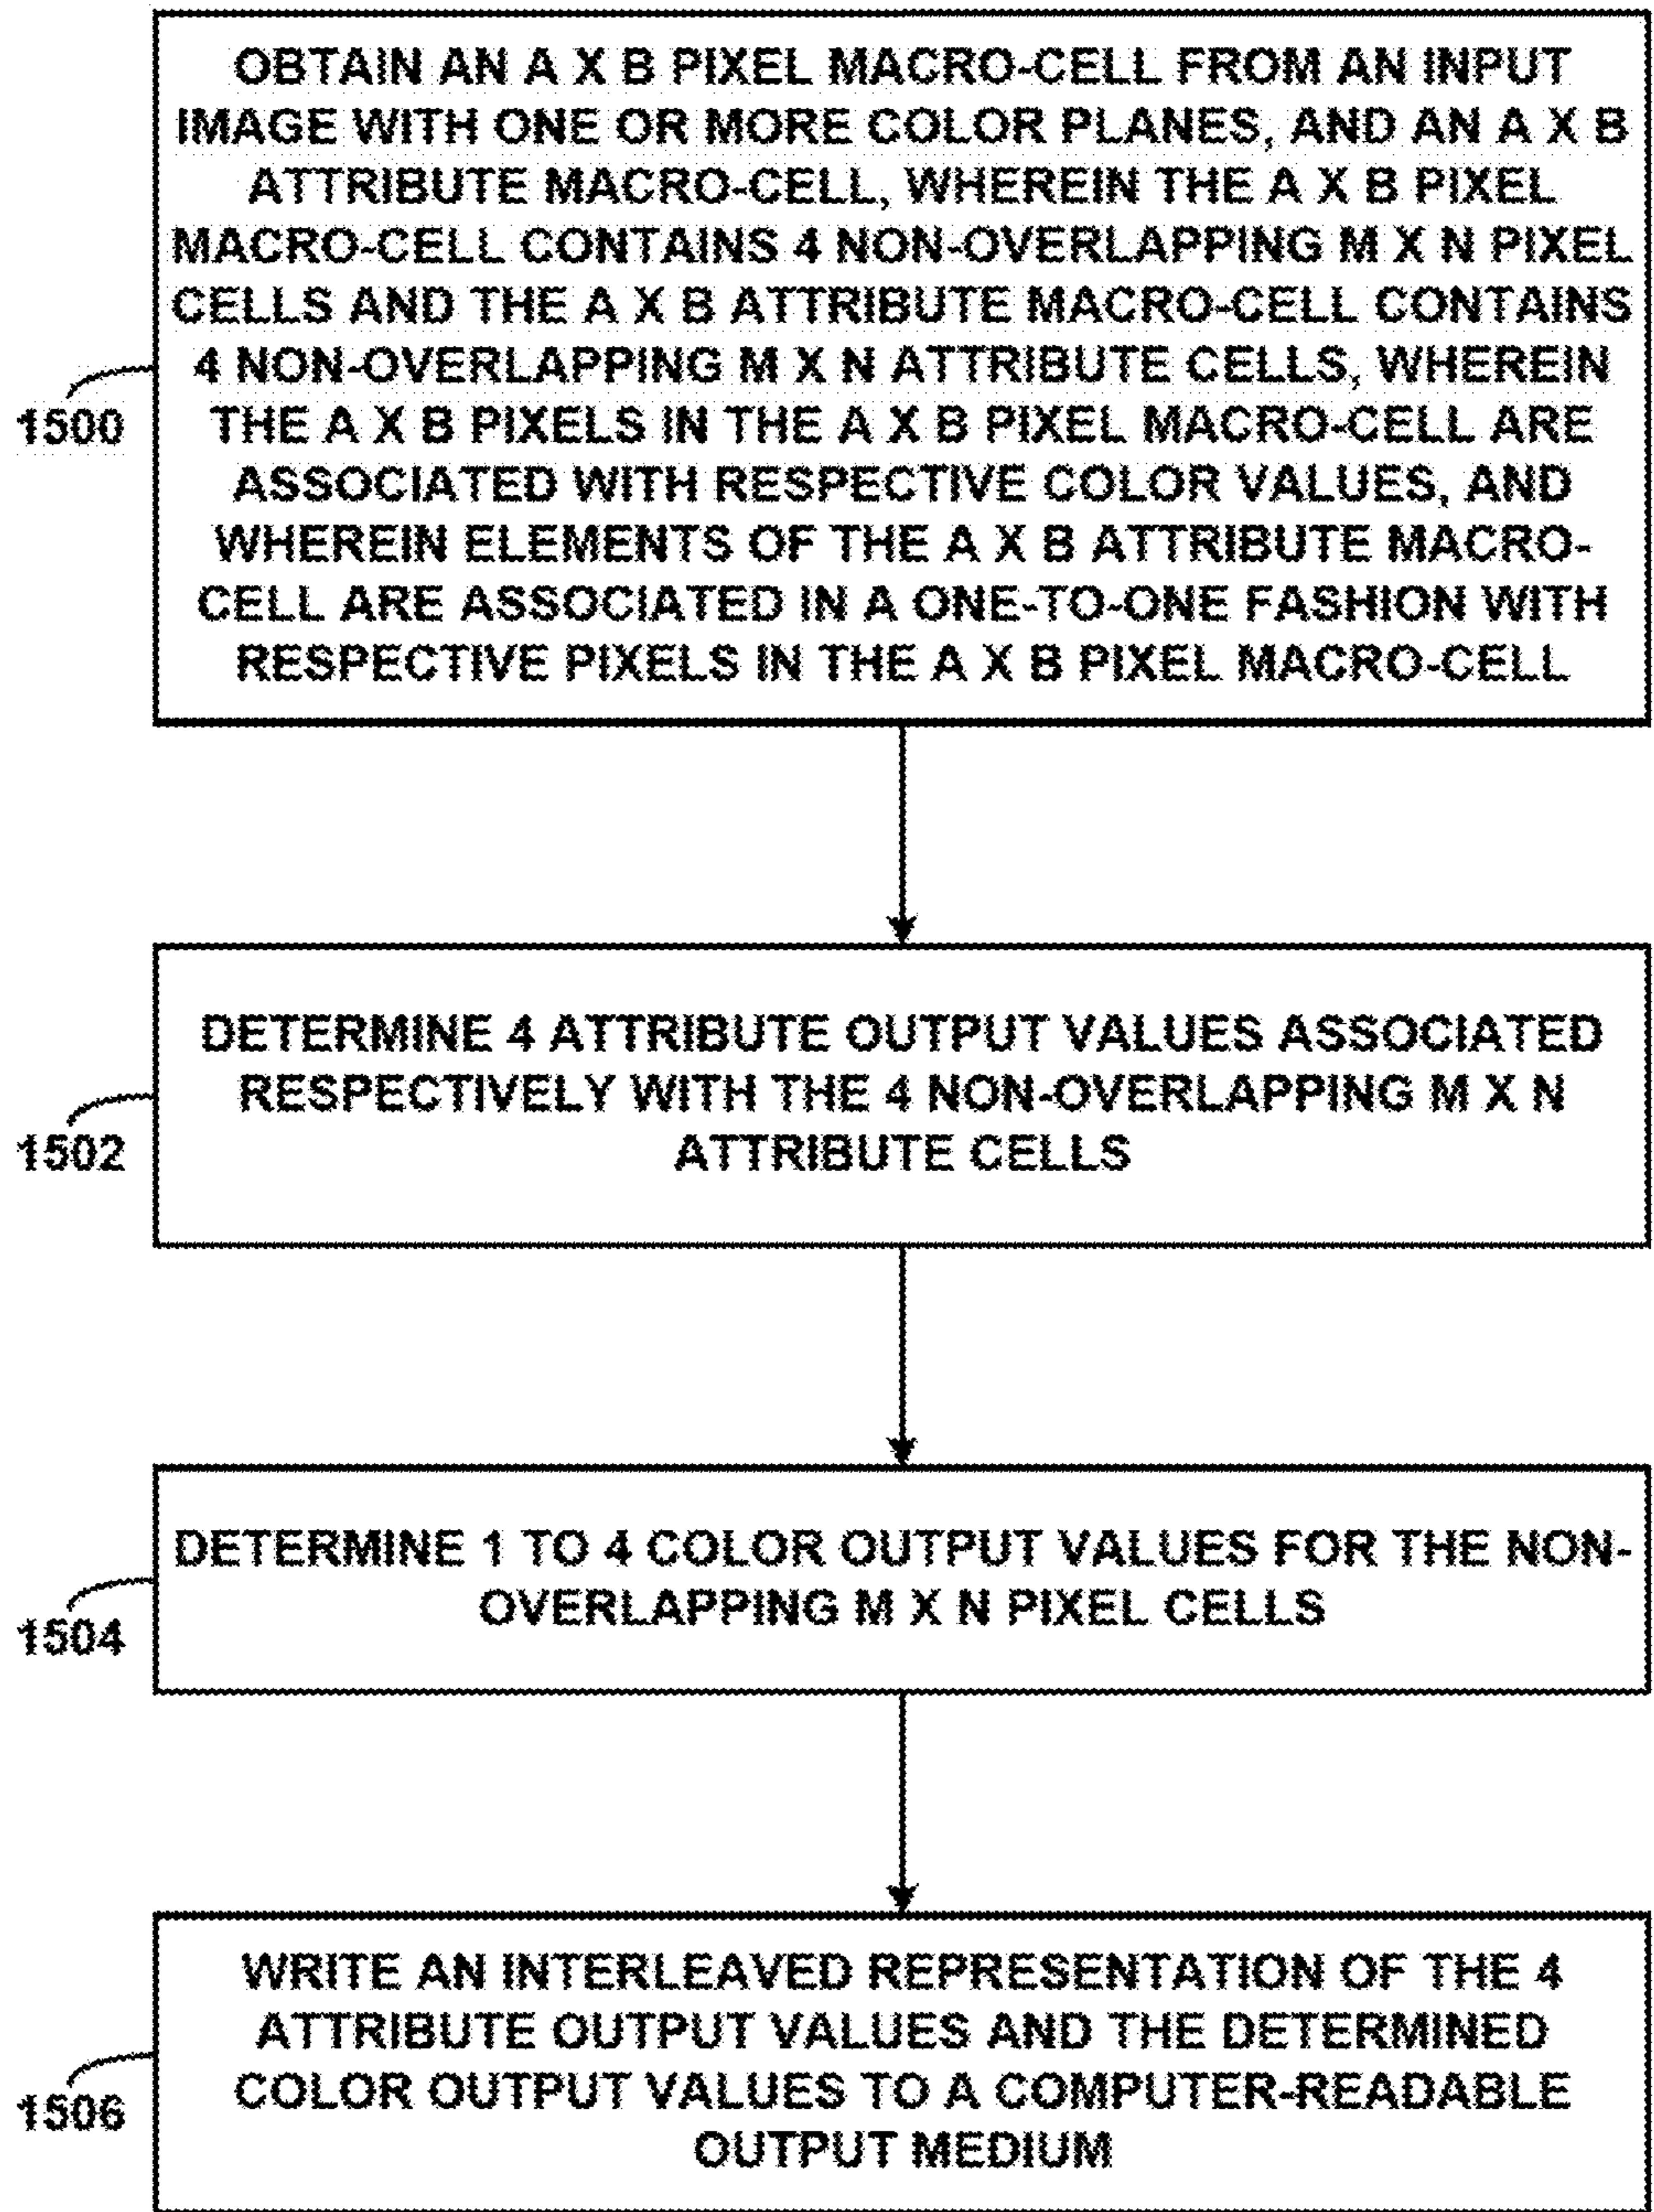 OBTAIN AN A X B PIXEL MACRO-CELL FROM AN INPUT
IMAGE WITH ONE OR MORE COLOR PLANES, AND AN A X B
ATTRIBUTE MACRO-CELL, WHEREIN THE A X B PIXEL
MACRO-CELL CONTAINS 4 NON-OVERLAPPING M X N PIXEL
CELLS AND THE A X B ATTRIBUTE MACRO-CELL CONTAINS
4 NON-OVERLAPPING M X N ATTRIBUTE CELLS, WHEREIN
THE A X B PIXELS IN THE A X B PIXEL MACRO-CELL ARE
ASSOCIATED WITH RESPECTIVE COLOR VALUES, AND
WHEREIN ELEMENTS OF THE A X B ATTRIBUTE MACRO-
CELL ARE ASSOCIATED IN A ONE-TO-ONE FASHION WITH
RESPECTIVE PIXELS IN THE A X B PIXEL MACRO-CELL
1500
DETERMINE 4 ATTRIBUTE OUTPUT VALUES ASSOCIATED
RESPECTIVELY WITH THE 4 NON-OVERLAPPING M X N
ATTRIBUTE CELLS
1502
DETERMINE 1 TO 4 COLOR OUTPUT VALUES FOR THE NON-
OVERLAPPING M X N PIXEL CELLS
1504
WRITE AN INTERLEAVED REPRESENTATION OF THE 4
ATTRIBUTE OUTPUT VALUES AND THE DETERMINED
COLOR OUTPUT VALUES TO A COMPUTER-READABLE
OUTPUT MEDIUM
1506